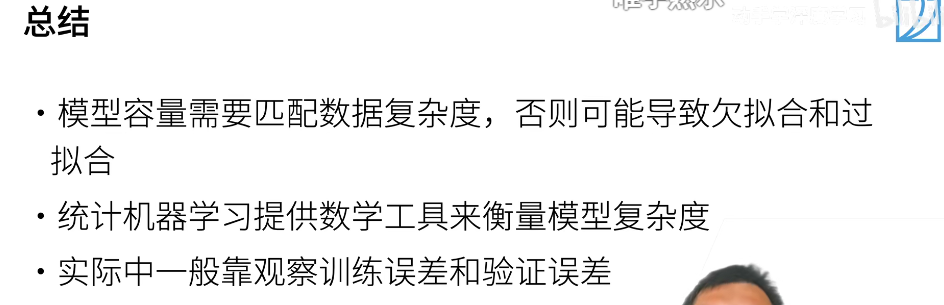 总结
• 模型容量需要匹配数据复杂度，否则可能导致欠拟合和过
拟合
• 统计机器学习提供数学工具来衡量模型复杂度
• 实际中一般靠观察训练误差和验证误差